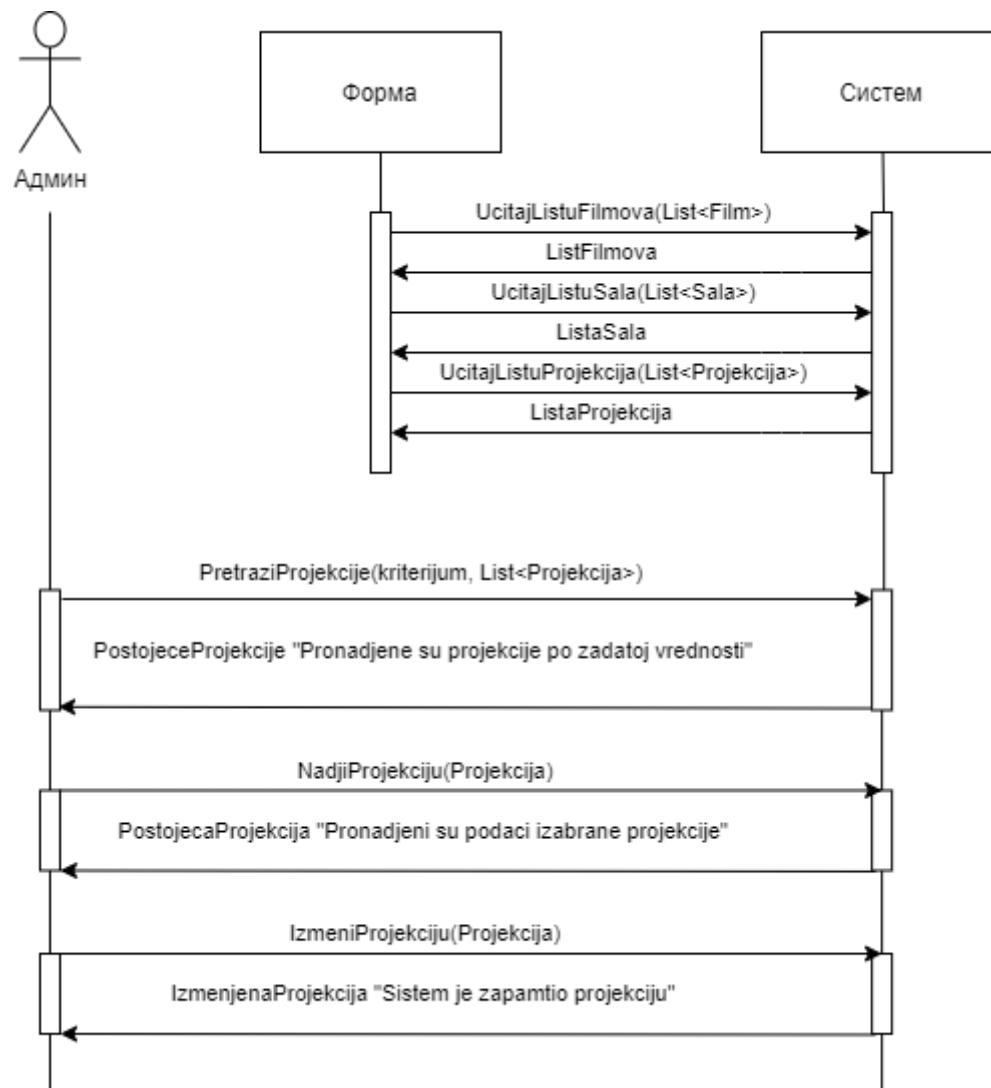 Форма
Систем
Админ
UcitajListuFilmova(List<Film>)
ListFilmova
UcitajListuSala(List<Sala>)
ListaSala
UcitajListuProjekcija(List<Projekcija>)
ListaProjekcija
PretraziProjekcije(kriterijum, List<Projekcija>)
PostojeceProjekcije "Pronadjene su projekcije po zadatoj vrednosti"
NadjiProjekciju(Projekcija)
PostojecaProjekcija "Pronadjeni su podaci izabrane projekcije"
IzmeniProjekciju(Projekcija)
IzmenjenaProjekcija "Sistem je zapamtio projekciju"